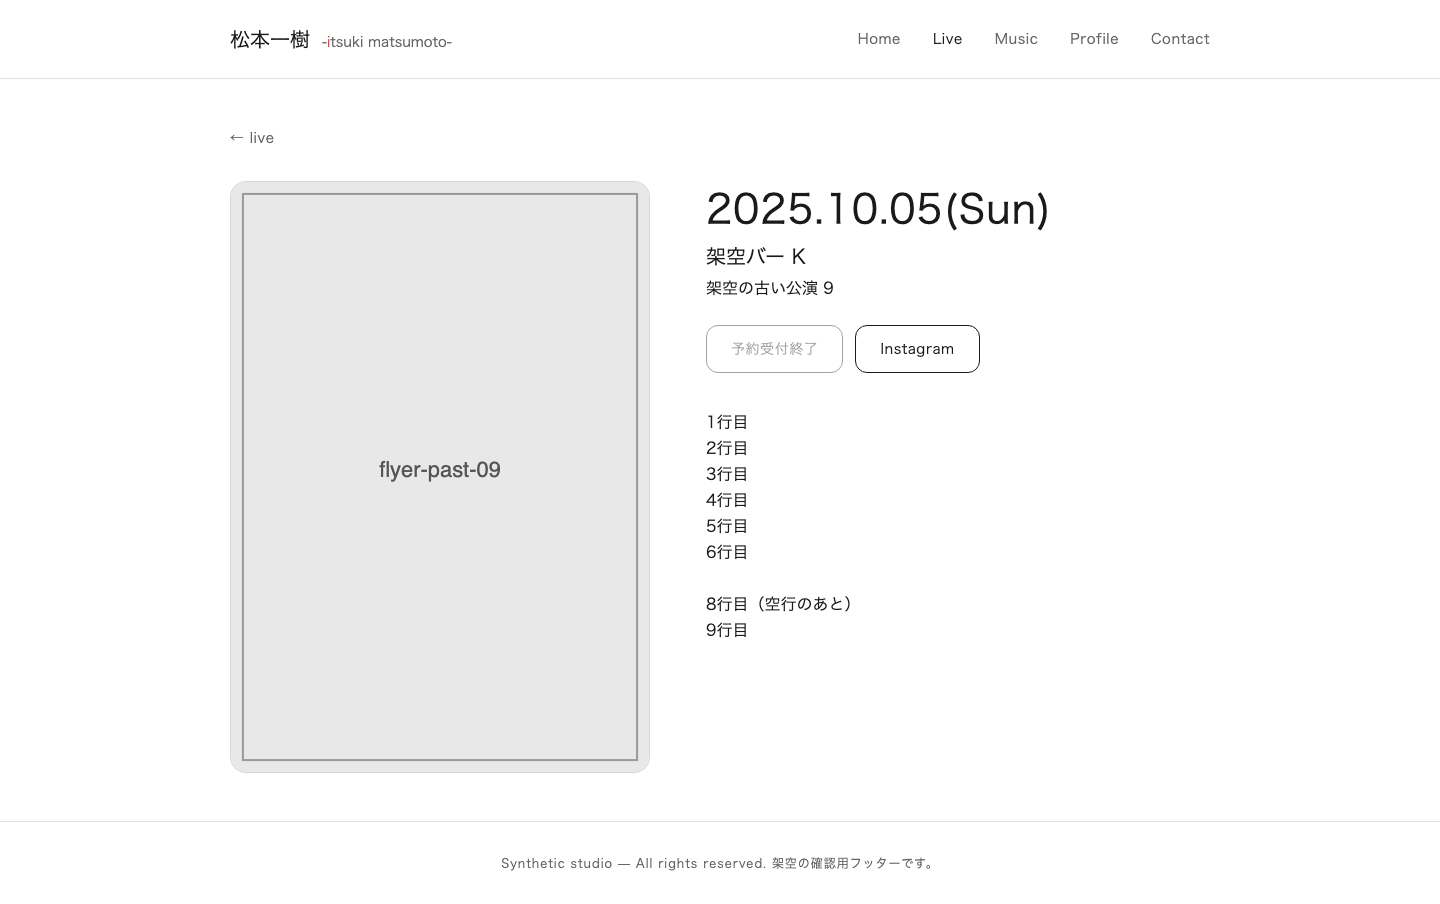 松本一樹 -itsuki matsumoto-
Home Live Music Profile Contact
← live
flyer-past-09
2025.10.05(Sun)
架空バー K
架空の古い公演 9
予約受付終了 Instagram
1行目
2行目
3行目
4行目
5行目
6行目
8行目（空行のあと）
9行目
Synthetic studio — All rights reserved. 架空の確認用フッターです。